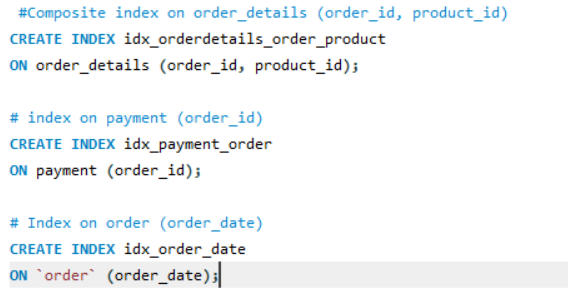 #Composite index on order_details (order_id, product_id)
CREATE INDEX idx_orderdetails_order_product
ON order_details (order_id, product_id);
# index on payment (order_id)
CREATE INDEX idx_payment_order
ON payment (order_id);
# Index on order (order_date)
CREATE INDEX idx_order_date
ON `order` (order_date);